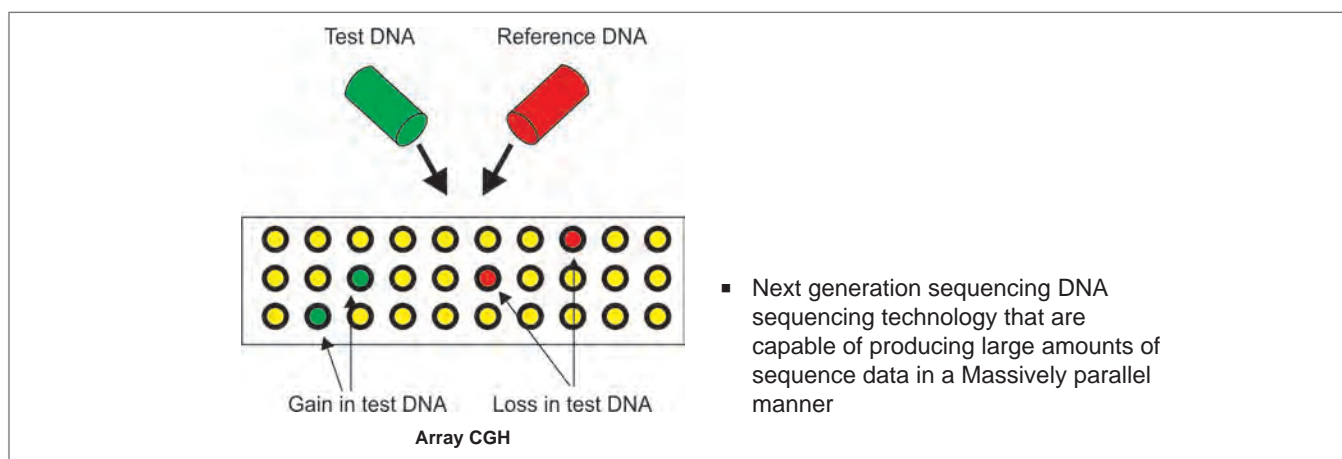 Test DNA
Reference DNA
Gain in test DNA
Loss in test DNA
Array CGH
▪ Next generation sequencing DNA
sequencing technology that are
capable of producing large amounts of
sequence data in a Massively parallel
manner